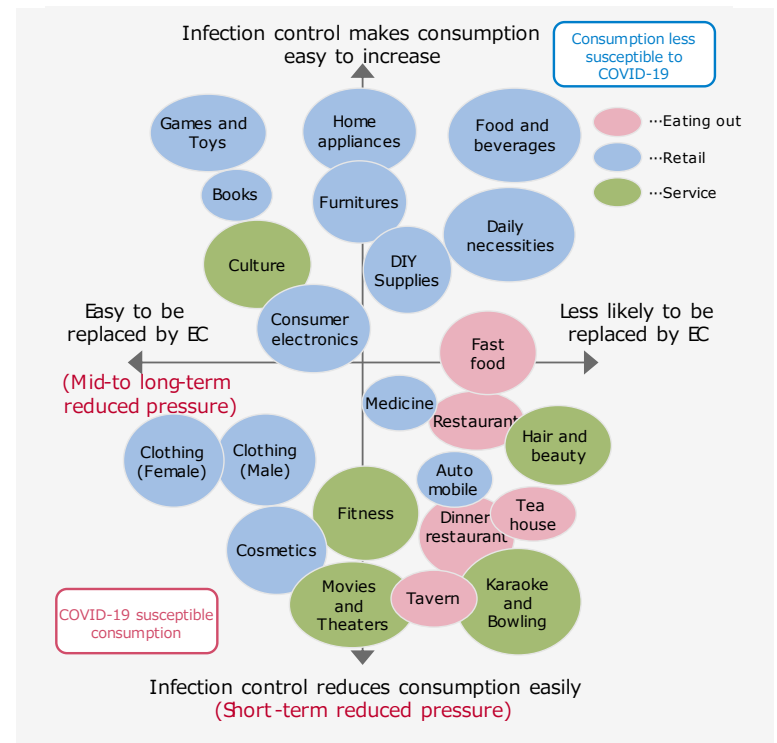 Infection control makes consumption
easy to increase
Consumption less
susceptible to
COVID-19
Games and
Toys
Home
appliances
Food and
beverages
···Eating out
···Retail
···Service
Books
Furnitures
Daily
necessities
Culture
DIY
Supplies
Easy to be
replaced by EC
Consumer
electronics
Less likely to be
replaced by EC
Fast
food
(Mid-to long-term
reduced pressure)
Medicine
Restaurant
Hair and
beauty
Clothing
(Female)
Clothing
(Male)
Auto
mobile
Fitness
Dinner
restaurant
Tea
house
Cosmetics
Movies
and
Theaters
Tavern
Karaoke
and
Bowling
COVID-19 susceptible
consumption
Infection control reduces consumption easily
(Short-term reduced pressure)